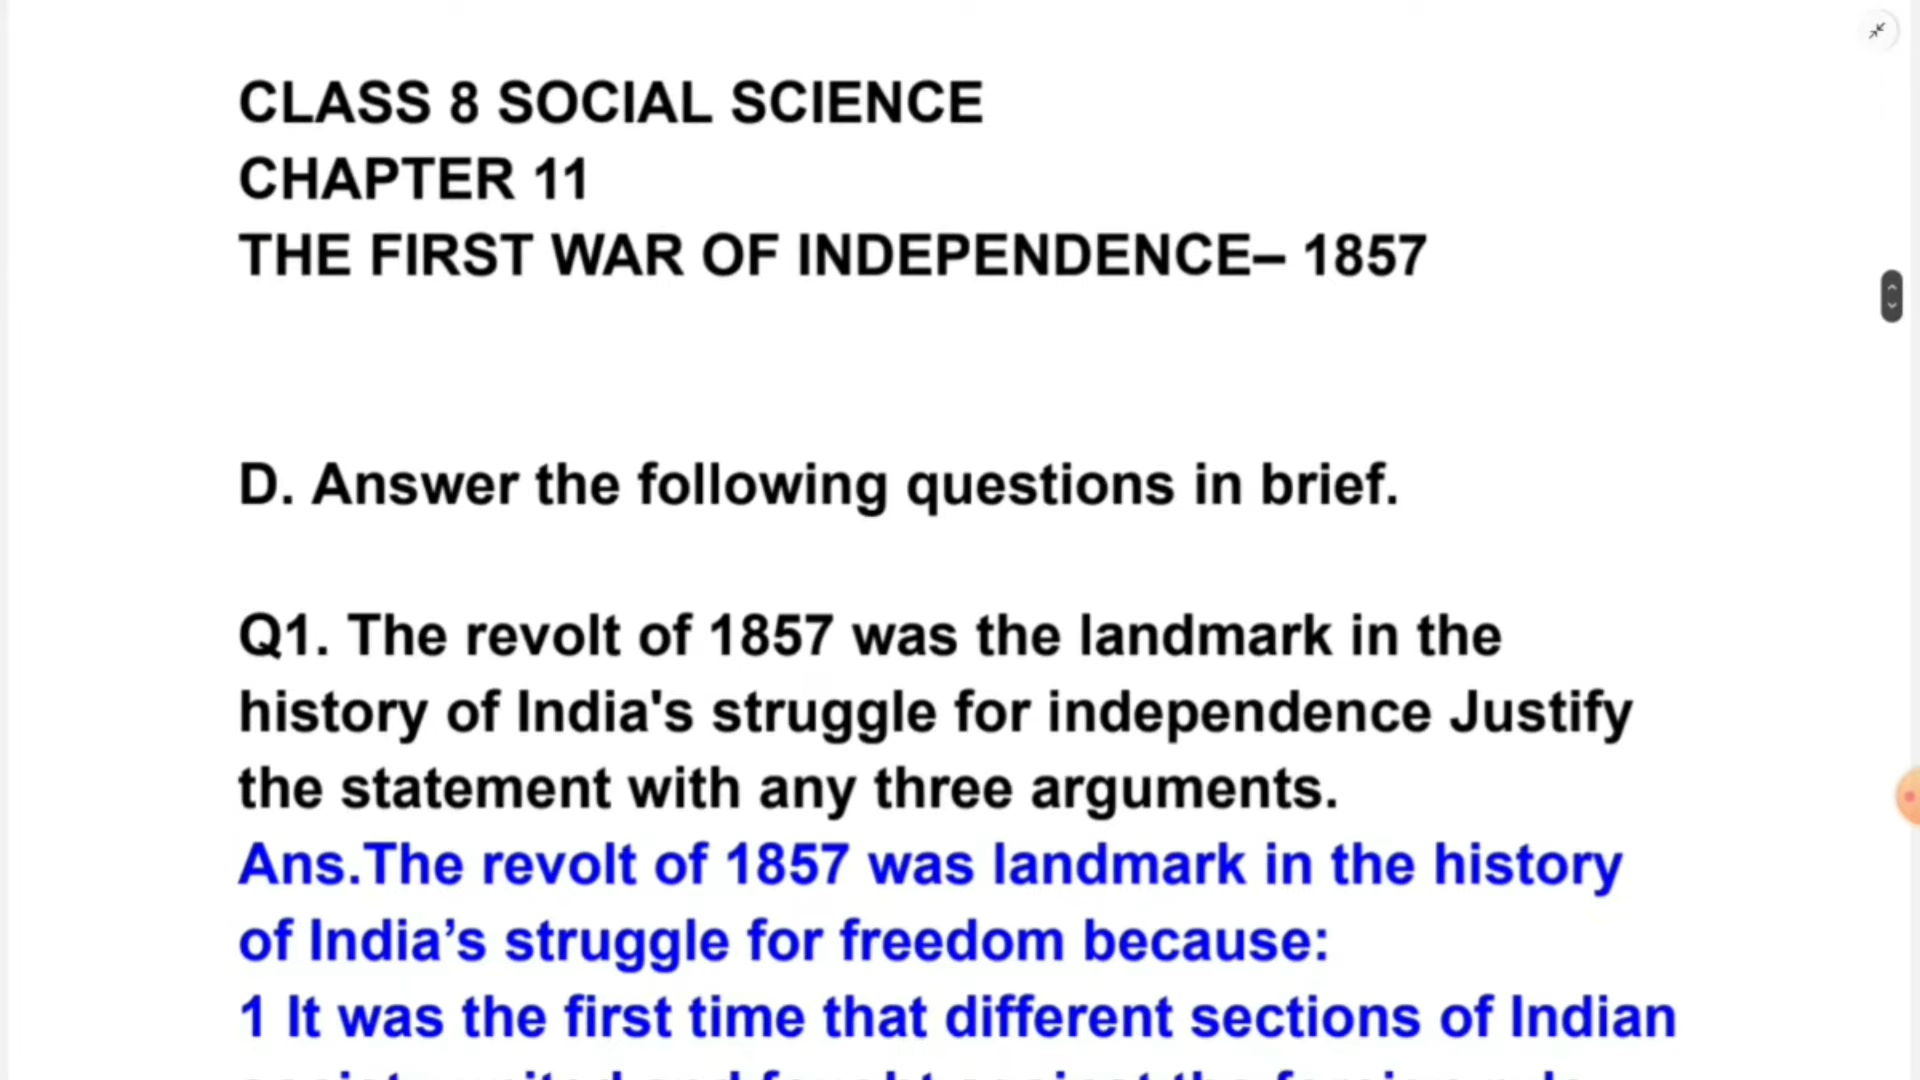 CLASS 8 SOCIAL SCIENCE
CHAPTER 11
THE FIRST WAR OF INDEPENDENCE– 1857
D. Answer the following questions in brief.
Q1. The revolt of 1857 was the landmark in the
history of India's struggle for independence Justify
the statement with any three arguments.
Ans.The revolt of 1857 was landmark in the history
of India’s struggle for freedom because:
1 It was the first time that different sections of Indian